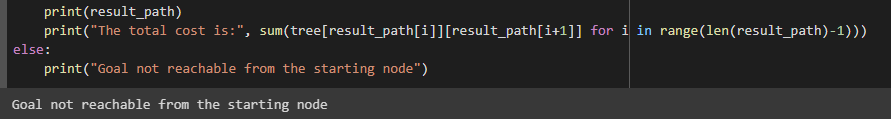 print(result_path)
print("The total cost is:", sum(tree[result_path[i]][result_path[i+1]] for i in range(len(result_path)-1)))
else:
print("Goal not reachable from the starting node")
Goal not reachable from the starting node